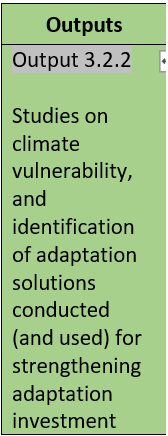 Outputs
Output 3.2.2
Studies on
climate
vulnerability,
and
identification
of adaptation
solutions
conducted
(and used) for
strengthening
adaptation
investment